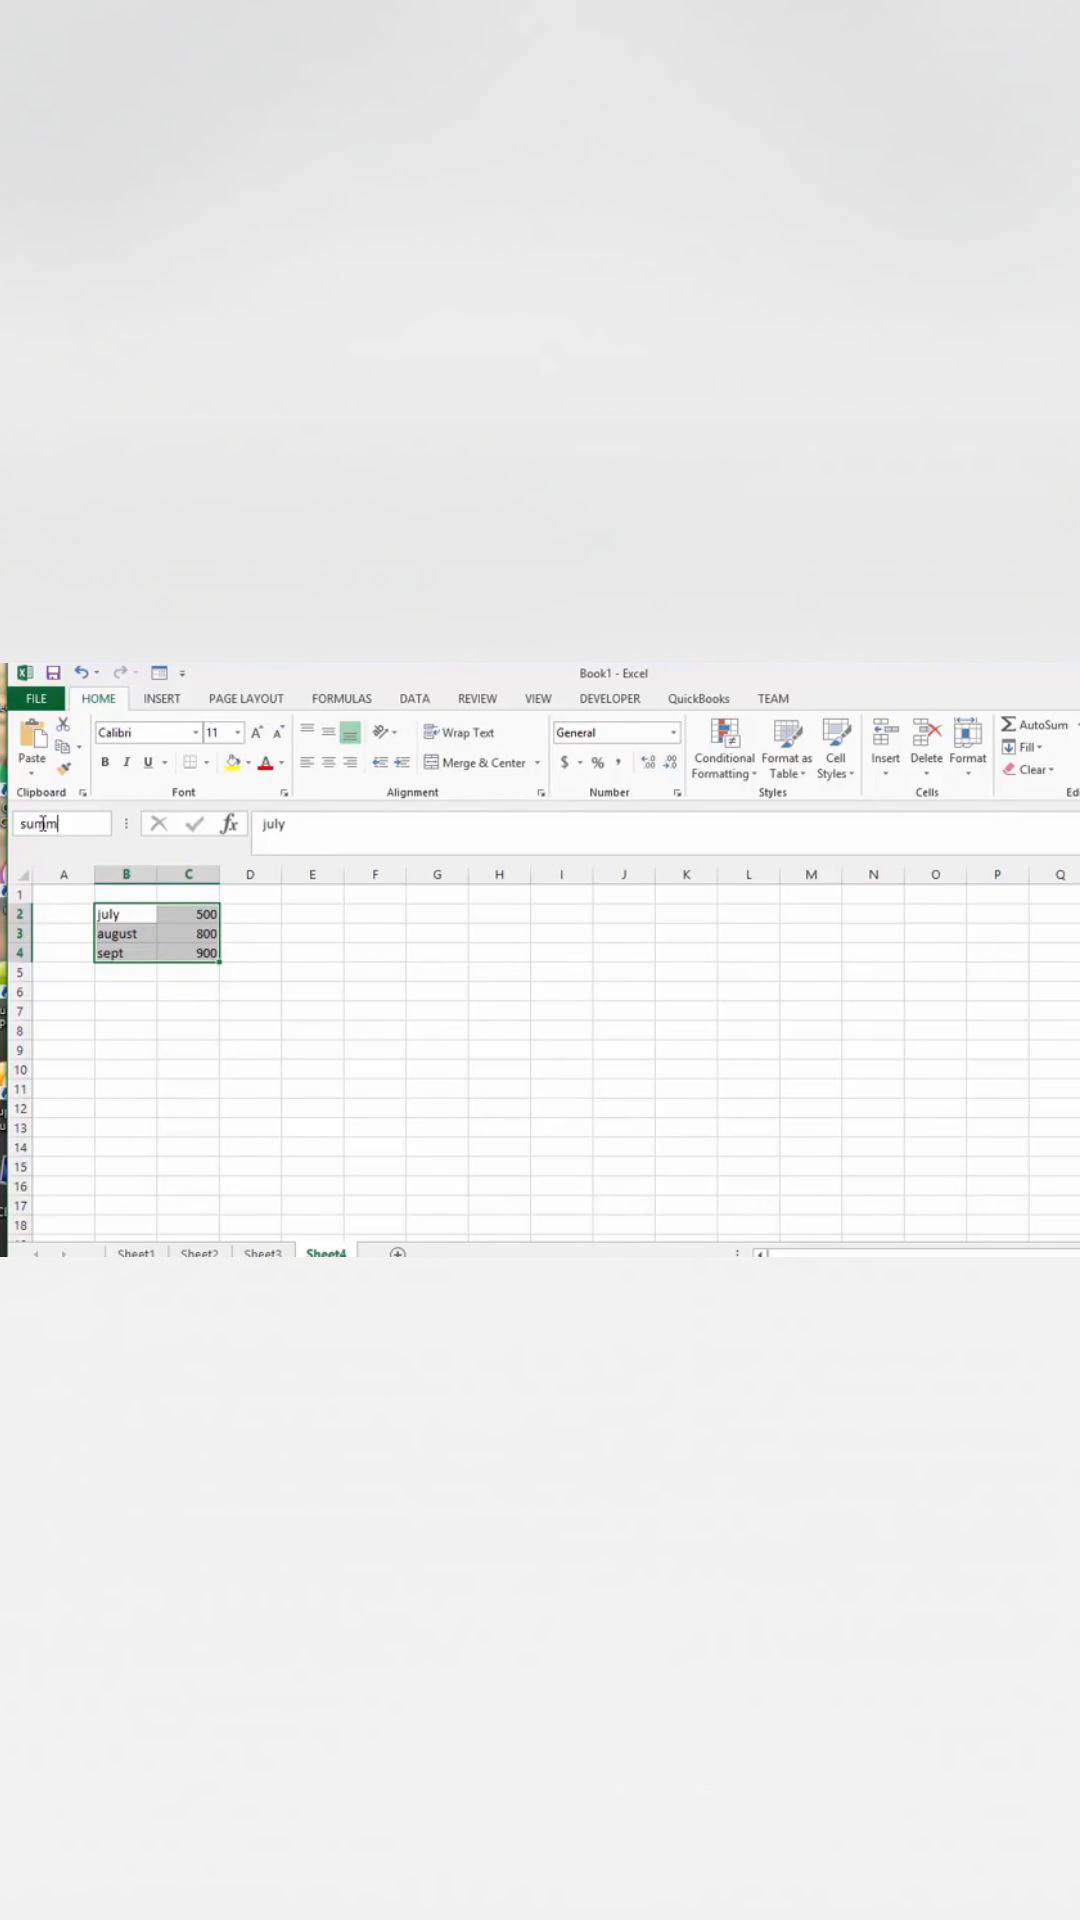 Book1 - Excel
FILE HOME INSERT PAGE LAYOUT FORMULAS DATA REVIEW VIEW DEVELOPER QuickBooks TEAM
Calibri 11 Wrap Text General AutoSum
Paste B I U Merge & Center $ % , Conditional Formatting Format as Table Cell Styles Insert Delete Format Fill Clear
Clipboard Font Alignment Number Styles Cells
summ fx july
A B C D E F G H I J K L M N O P Q
1
2 july 500
3 august 800
4 sept 900
5
6
7
8
9
10
11
12
13
14
15
16
17
18
Sheet1 Sheet2 Sheet3 Sheet4